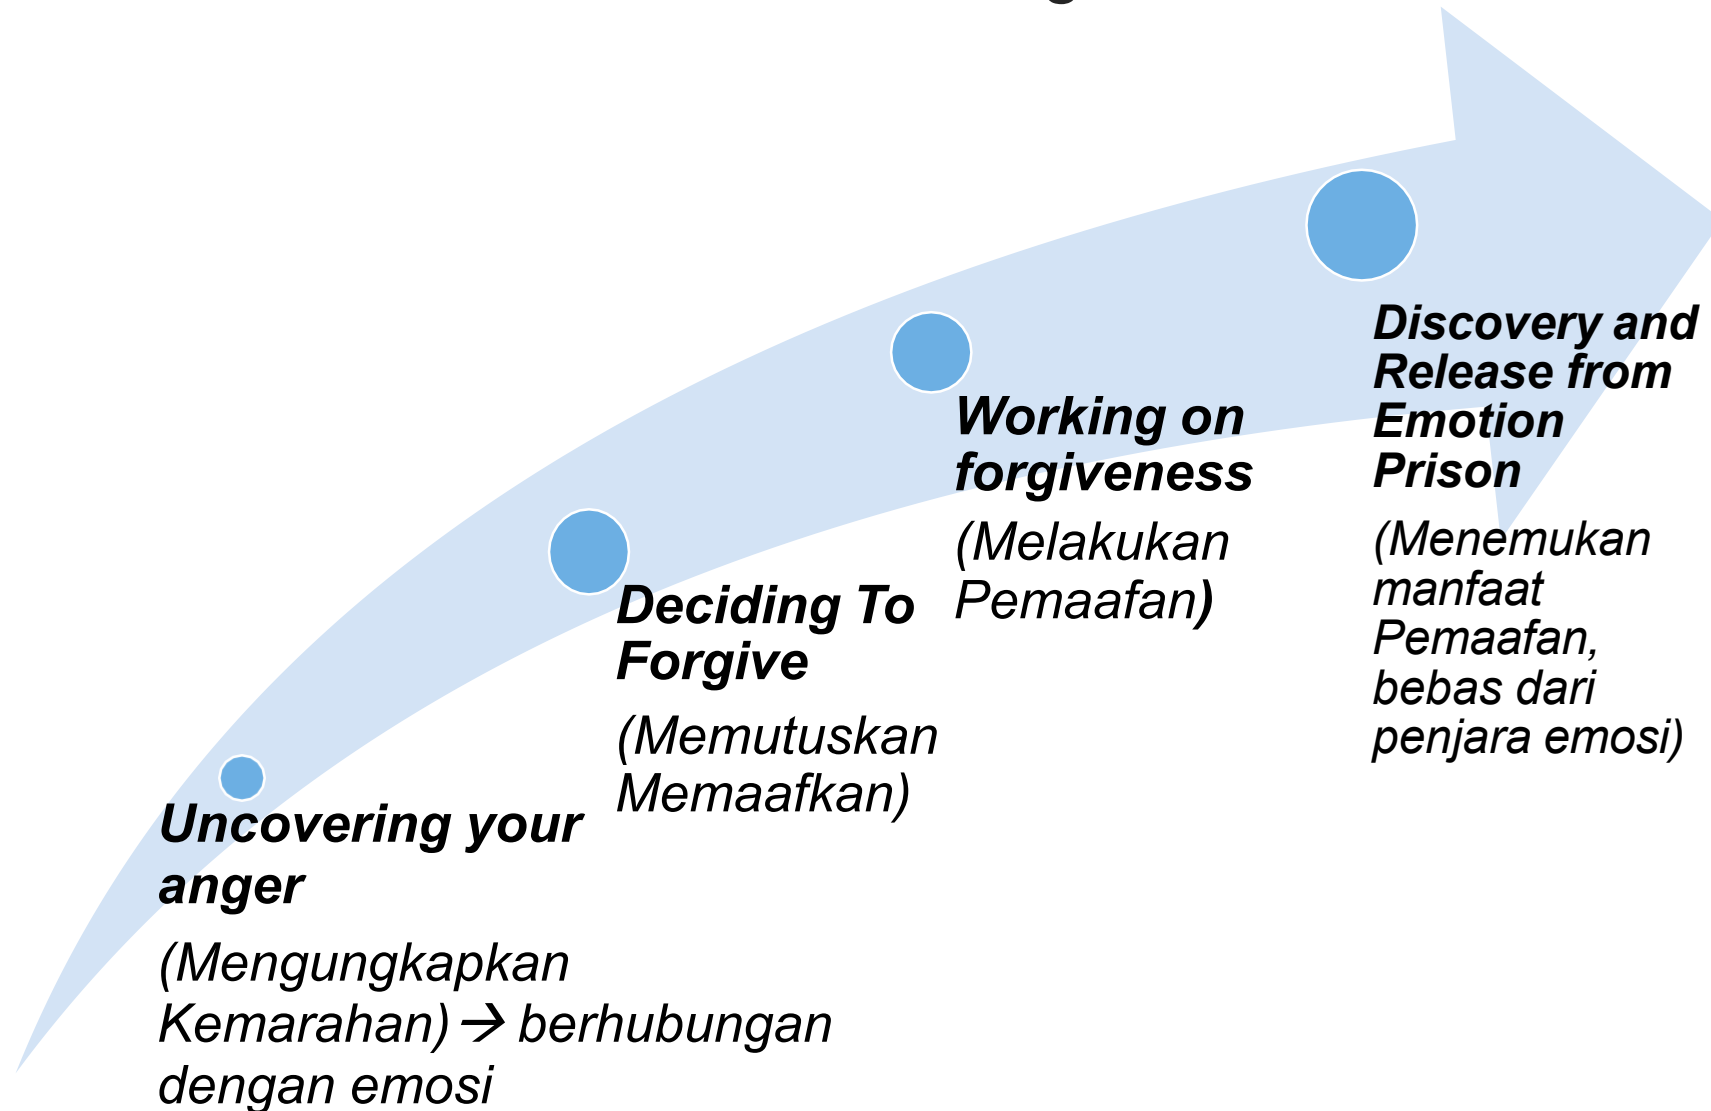 Uncovering your
anger
(Mengungkapkan
Kemarahan) → berhubungan
dengan emosi
Deciding To
Forgive
(Memutuskan
Memaafkan)
Working on
forgiveness
(Melakukan
Pemaafan)
Discovery and
Release from
Emotion
Prison
(Menemukan
manfaat
Pemaafan,
bebas dari
penjara emosi)